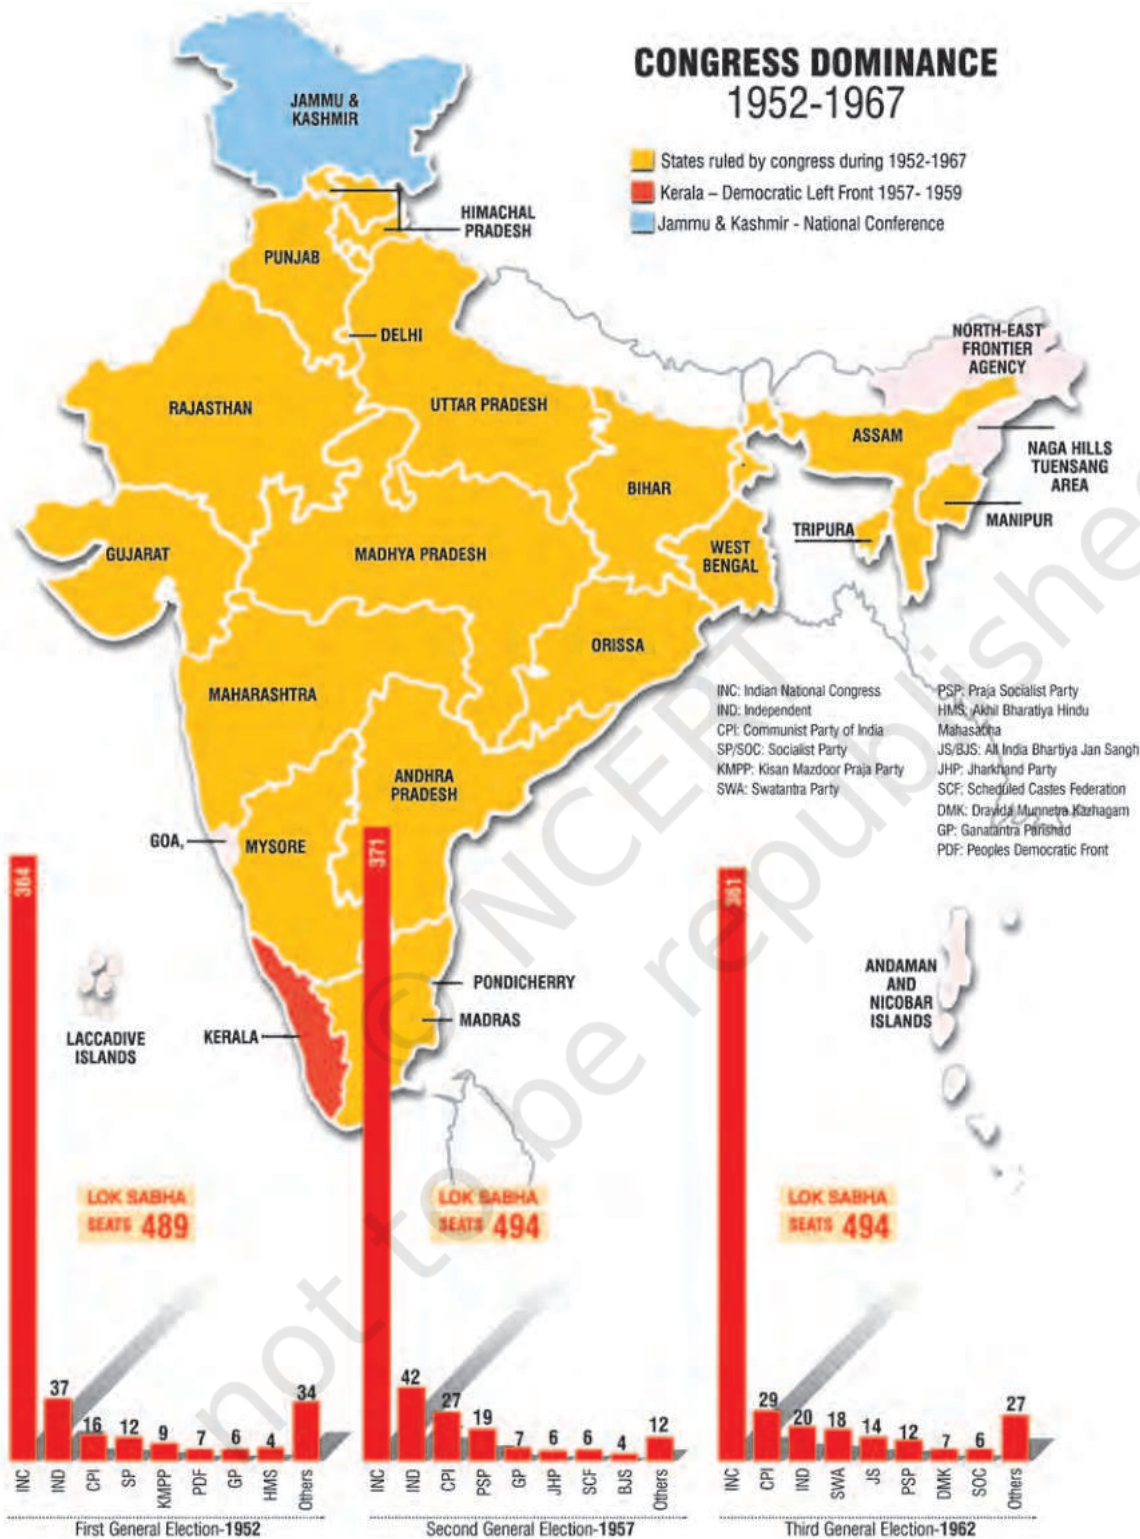 CONGRESS DOMINANCE
1952-1967
States ruled by congress during 1952-1967
Kerala – Democratic Left Front 1957- 1959
Jammu & Kashmir - National Conference
JAMMU &
KASHMIR
HIMACHAL
PRADESH
PUNJAB
DELHI
RAJASTHAN
UTTAR PRADESH
NORTH-EAST
FRONTIER
AGENCY
ASSAM
NAGA HILLS
TUENSANG
AREA
BIHAR
MANIPUR
TRIPURA
GUJARAT
MADHYA PRADESH
WEST
BENGAL
ORISSA
MAHARASHTRA
ANDHRA
PRADESH
GOA,
MYSORE
PONDICHERRY
MADRAS
KERALA
LACCADIVE
ISLANDS
ANDAMAN
AND
NICOBAR
ISLANDS
INC: Indian National Congress
IND: Independent
CPI: Communist Party of India
SP/SOC: Socialist Party
KMPP: Kisan Mazdoor Praja Party
SWA: Swatantra Party
PSP: Praja Socialist Party
HMS: Akhil Bharatiya Hindu
Mahasabha
JS/BJS: All India Bhartiya Jan Sangh
JHP: Jharkhand Party
SCF: Scheduled Castes Federation
DMK: Dravida Munnetra Kazhagam
GP: Ganatantra Parishad
PDF: Peoples Democratic Front
© NCERT
not to be republished
LOK SABHA
SEATS 489
364
37
16
12
9
7
6
4
34
INC
IND
CPI
SP
KMPP
PDF
GP
HMS
Others
First General Election-1952
LOK SABHA
SEATS 494
371
42
27
19
7
6
6
4
12
INC
IND
CPI
PSP
GP
JHP
SCF
BJS
Others
Second General Election-1957
LOK SABHA
SEATS 494
361
29
20
18
14
12
7
6
27
INC
CPI
IND
SWA
JS
PSP
DMK
SOC
Others
Third General Election-1962